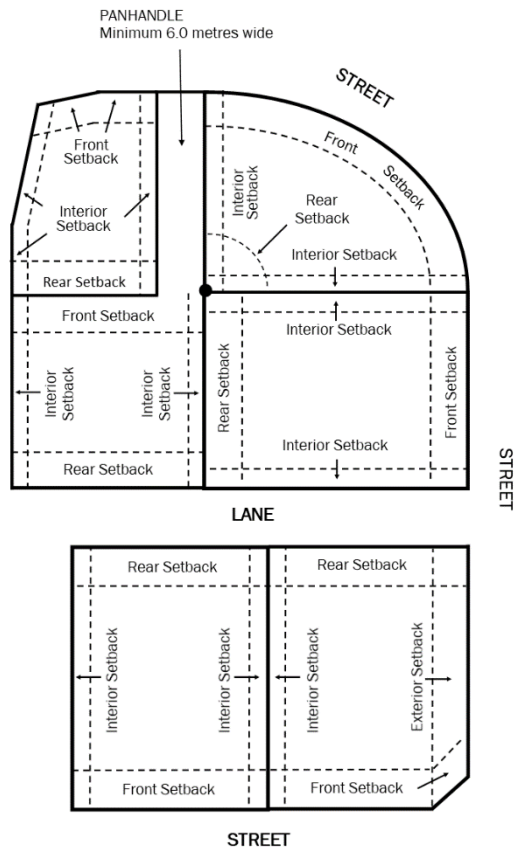 PANHANDLE
Minimum 6.0 metres wide
STREET
Front
Setback
Front
Setback
Interior
Setback
Rear
Setback
Interior
Setback
Interior Setback
Rear Setback
Front Setback
Interior Setback
Interior
Setback
Interior
Setback
Rear Setback
Front Setback
Interior Setback
Rear Setback
STREET
LANE
Rear Setback
Rear Setback
Interior Setback
Interior Setback
Interior Setback
Exterior Setback
Front Setback
Front Setback
STREET